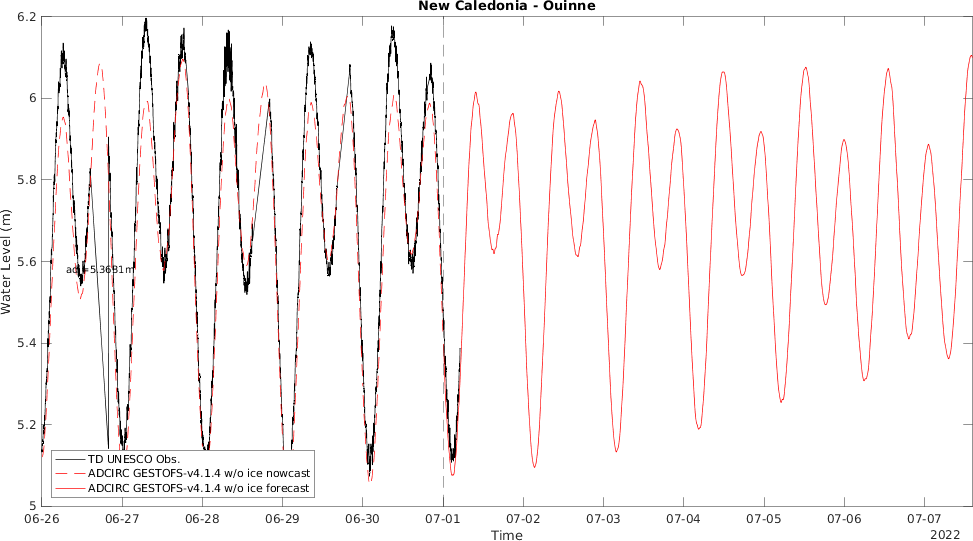 New Caledonia - Ouinne
6.2
6
5.8
5.6
5.4
5.2
5
Water Level (m)
adj=5.3681m
TD UNESCO Obs.
ADCIRC GESTOFS-v4.1.4 w/o ice nowcast
ADCIRC GESTOFS-v4.1.4 w/o ice forecast
06-26 06-27 06-28 06-29 06-30 07-01 07-02 07-03 07-04 07-05 07-06 07-07
Time
2022